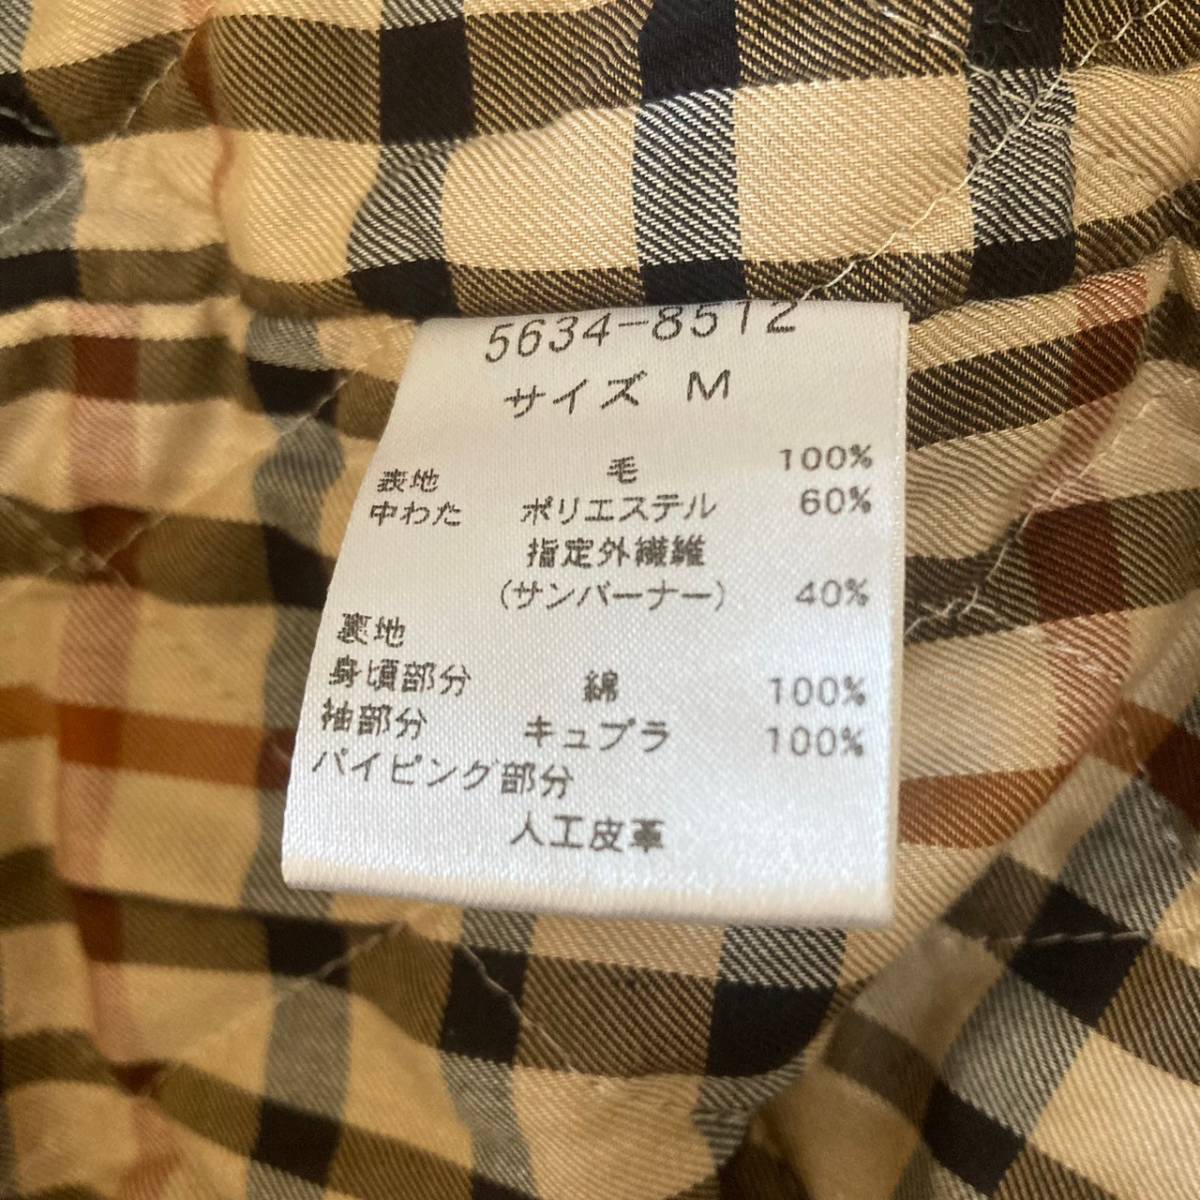 5634-8512
サイズ M
表地 毛 100%
中わた ポリエステル 60%
指定外繊維
(サンバーナー) 40%
裏地
身頃部分 綿 100%
袖部分 キュプラ 100%
パイピング部分
人工皮革